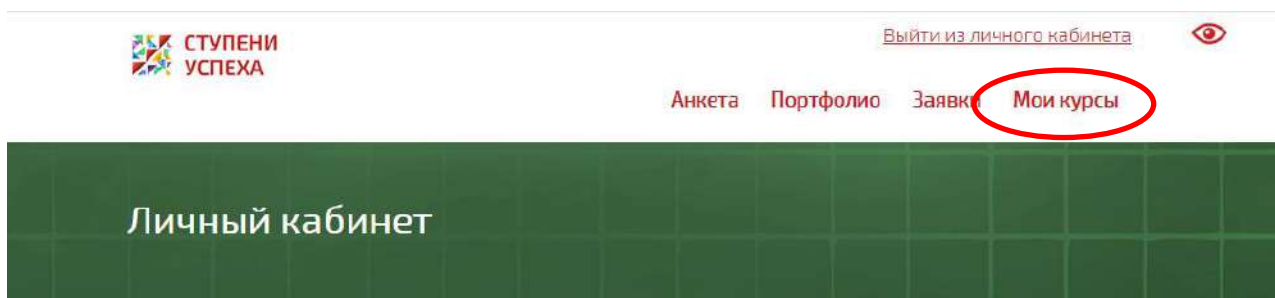 СТУПЕНИ
УСПЕХА
Выйти из личного кабинета
Анкета Портфолио Заявки Мои курсы
Личный кабинет